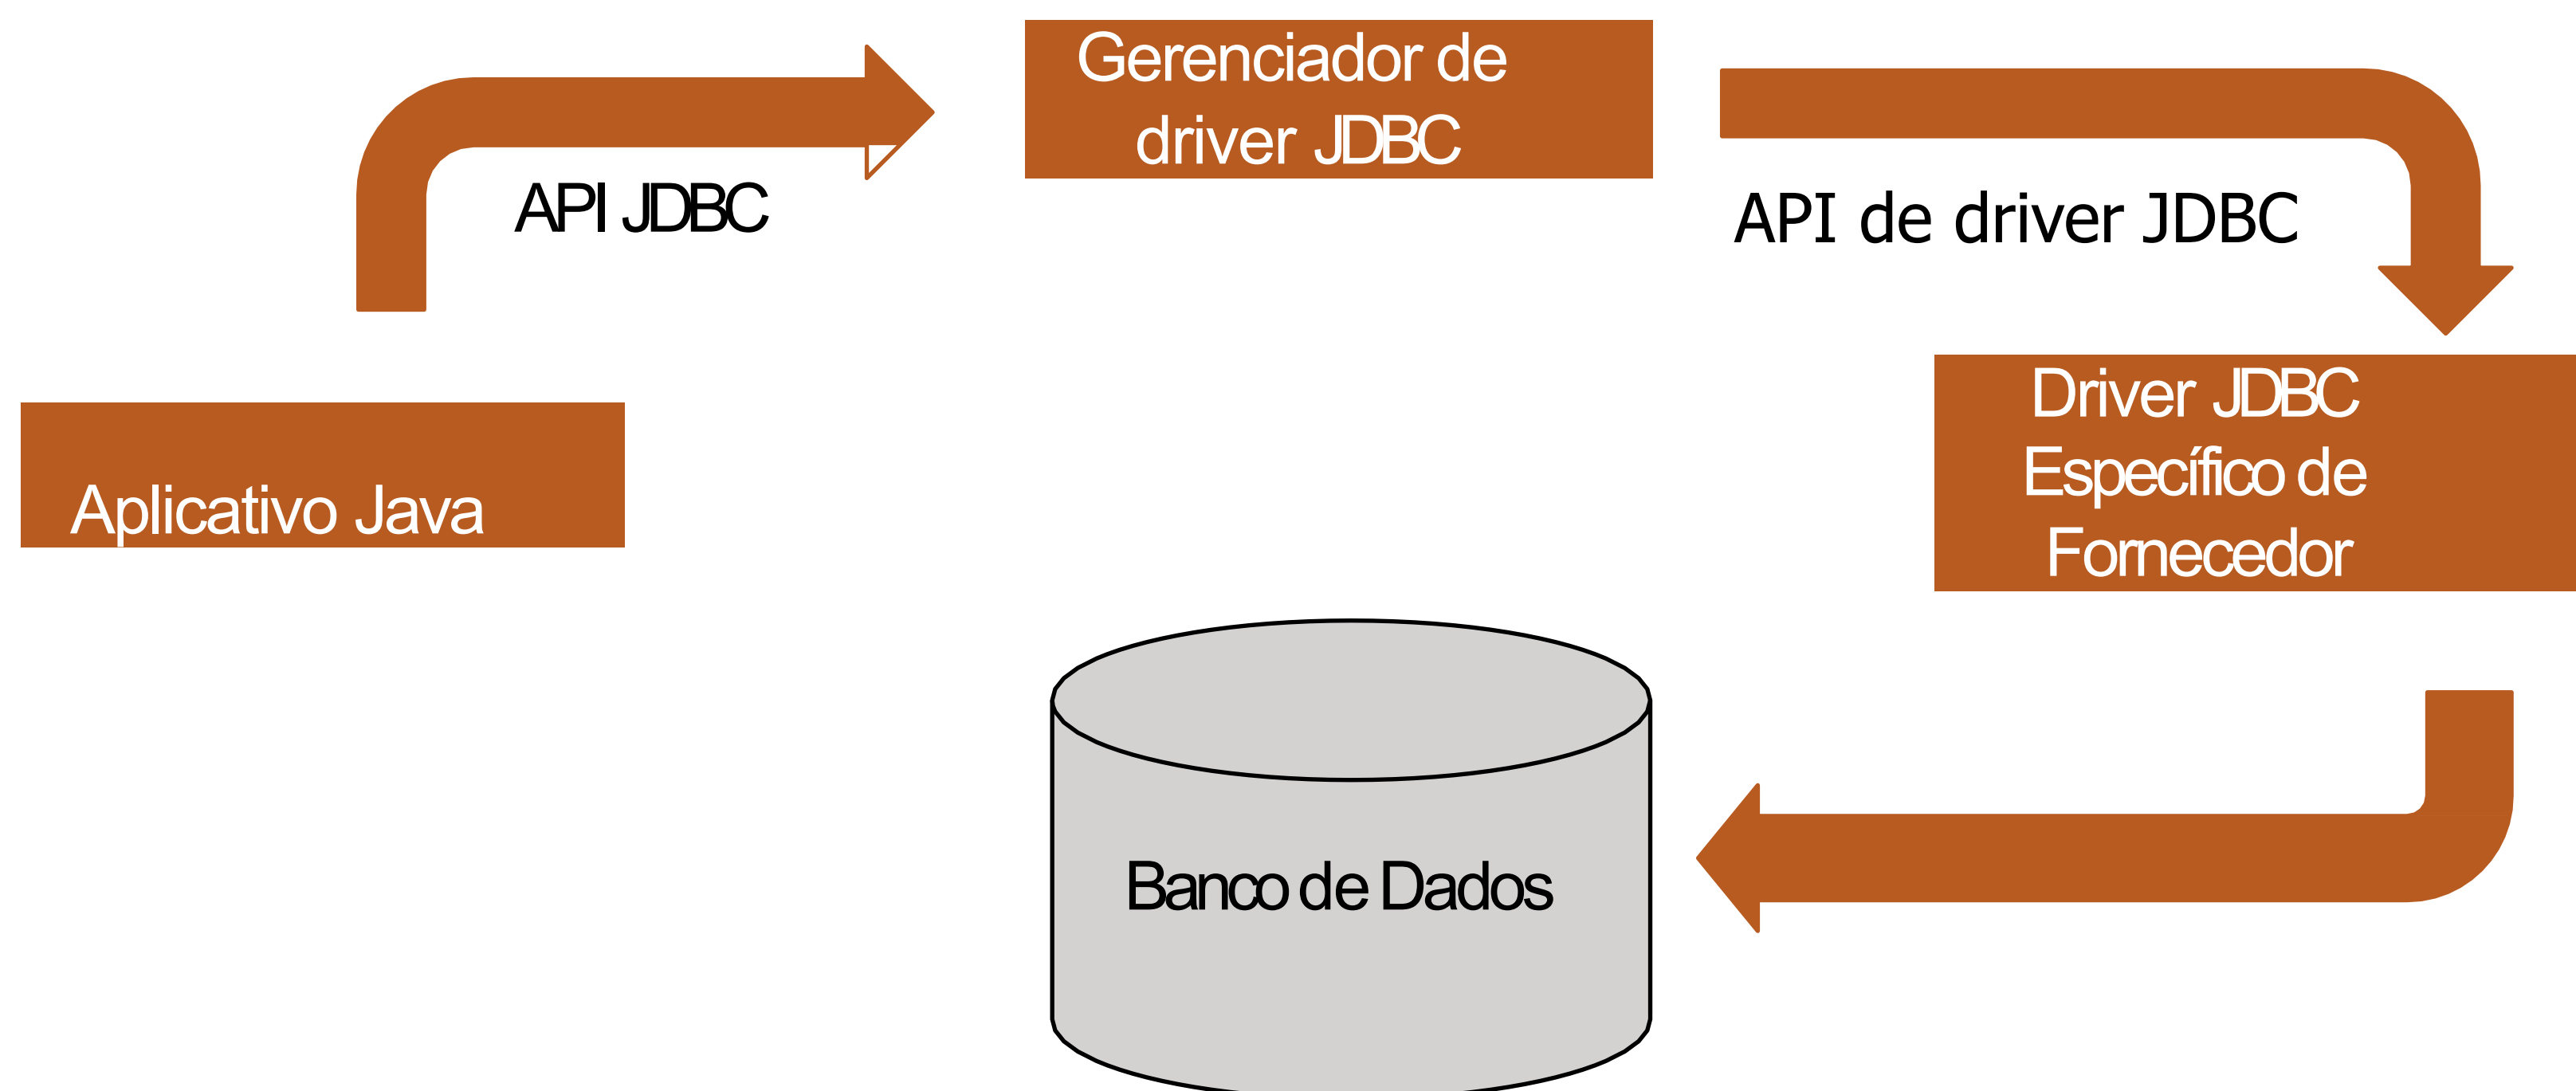 Gerenciador de
driver JDBC
API JDBC
API de driver JDBC
Aplicativo Java
Driver JDBC
Específico de
Fornecedor
Banco de Dados